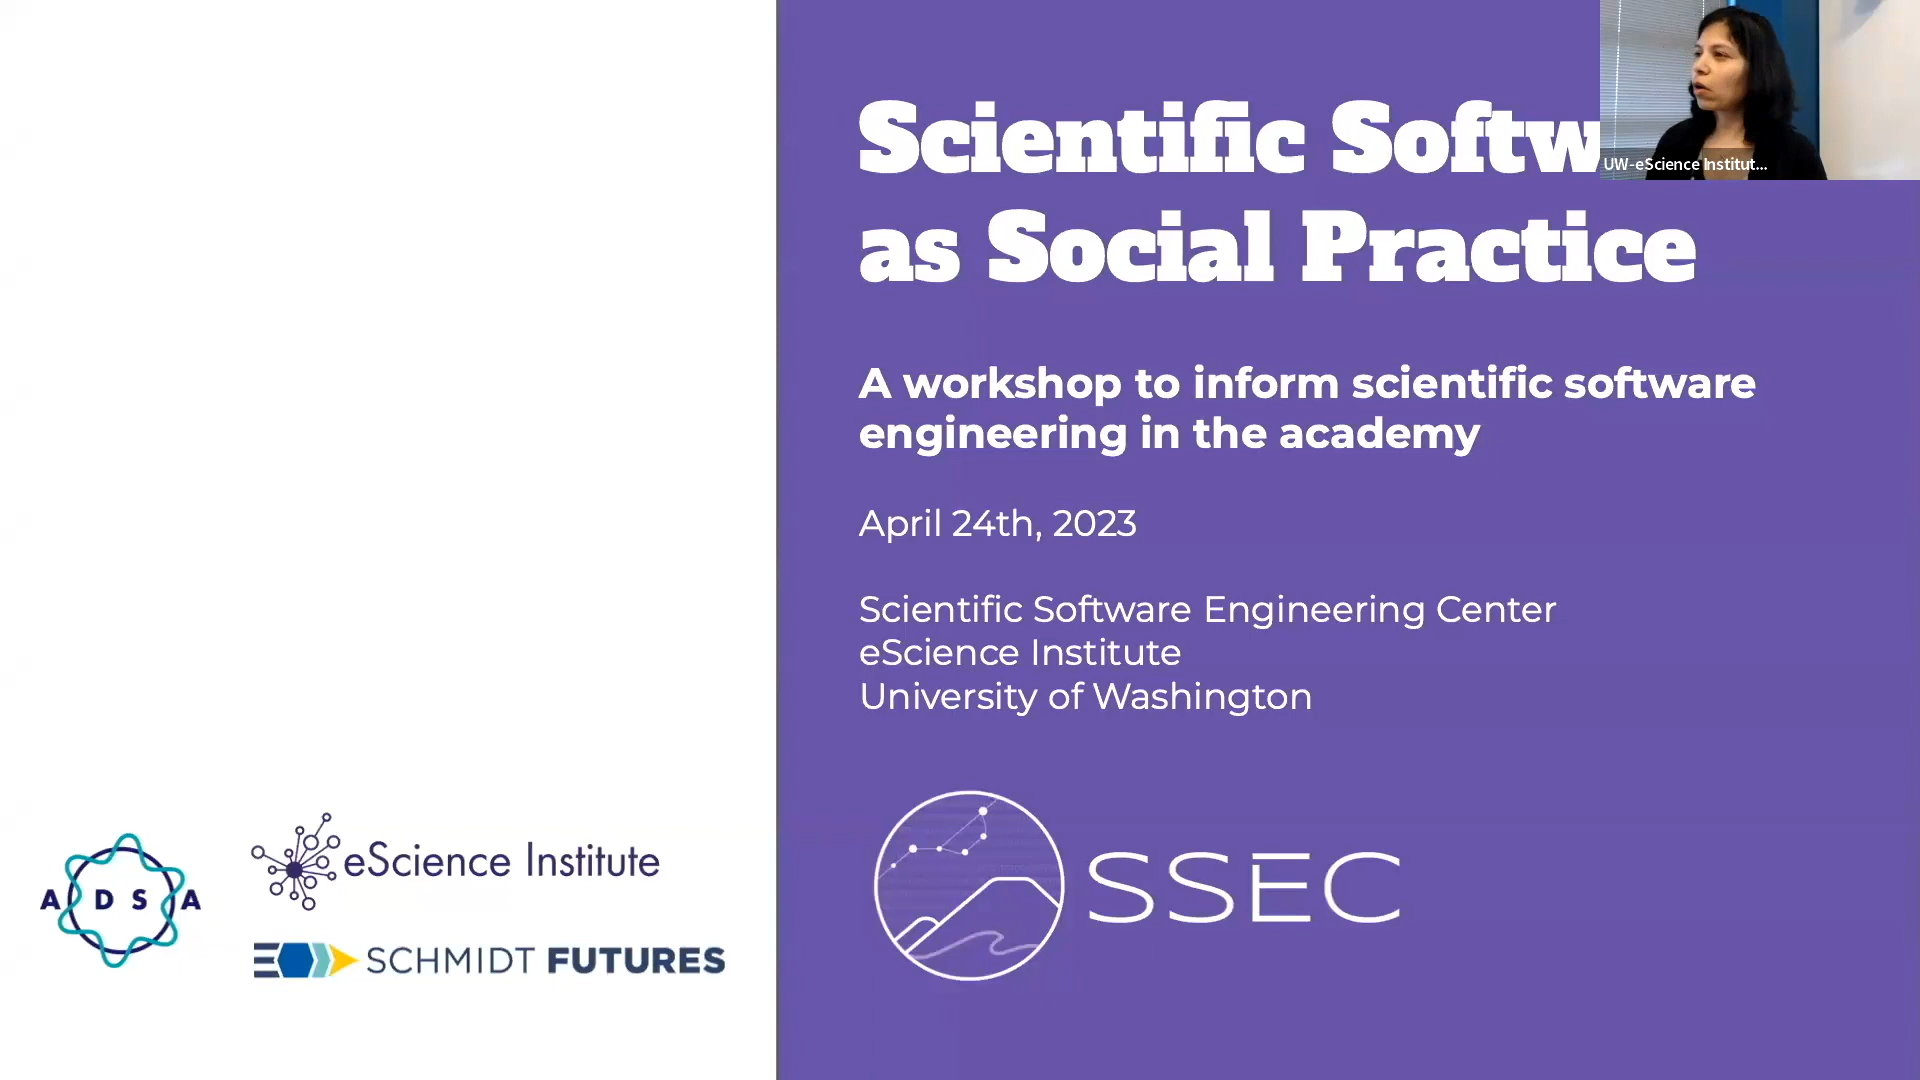 Scientific Softw
as Social Practice
UW-eScience Institut...
A workshop to inform scientific software
engineering in the academy
April 24th, 2023
Scientific Software Engineering Center
eScience Institute
University of Washington
ADSA
eScience Institute
SCHMIDT FUTURES
SSEC